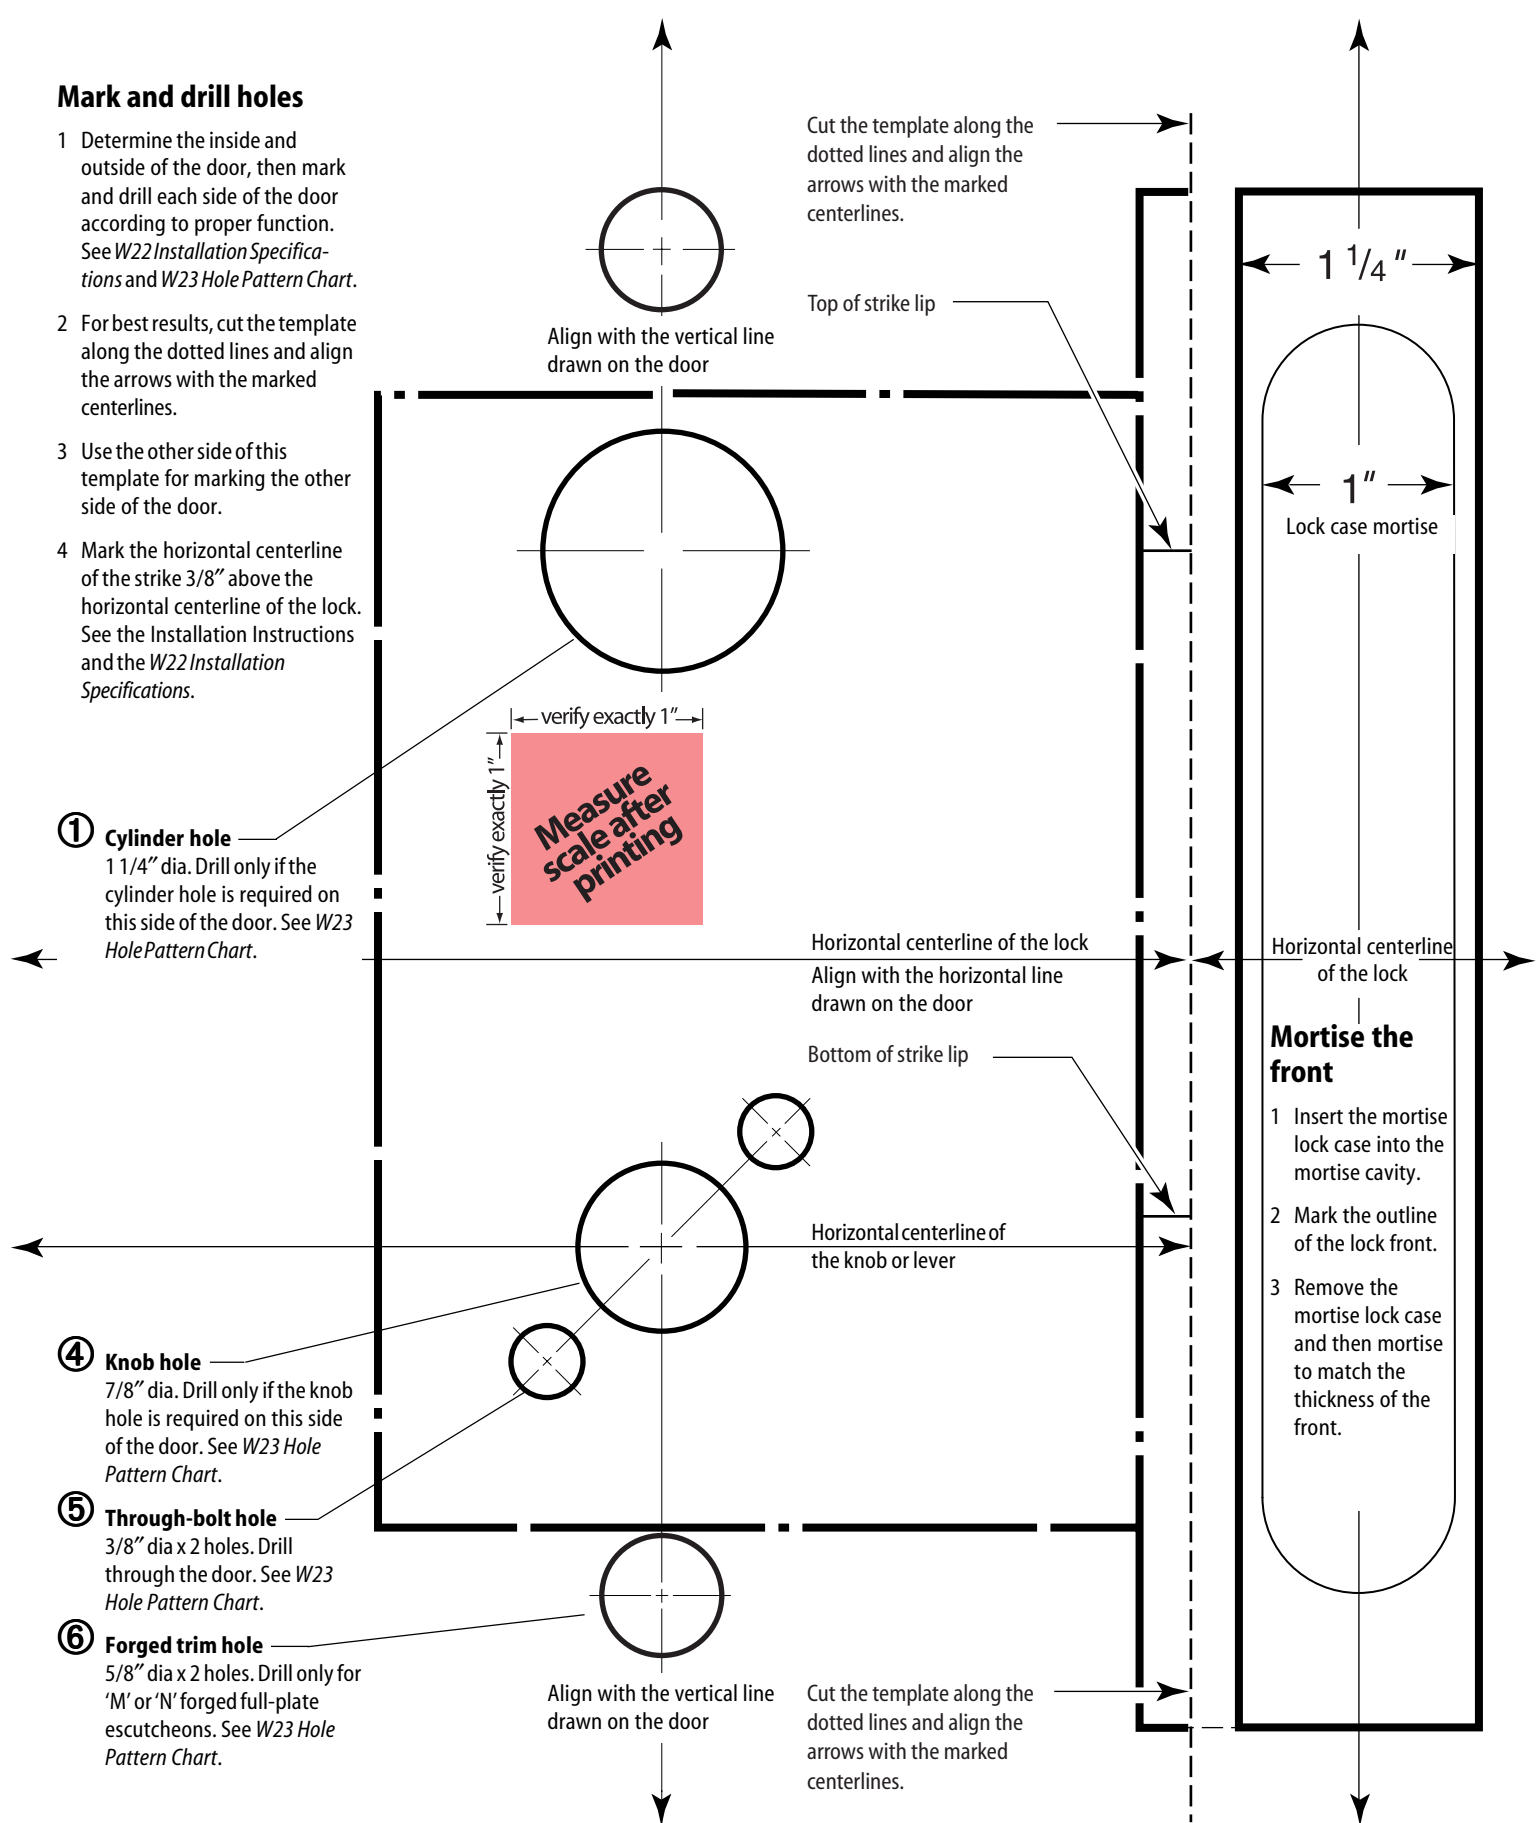 Mark and drill holes
1 Determine the inside and
outside of the door, then mark
and drill each side of the door
according to proper function.
See W22 Installation Specifica-
tions and W23 Hole Pattern Chart.
2 For best results, cut the template
along the dotted lines and align
the arrows with the marked
centerlines.
3 Use the other side of this
template for marking the other
side of the door.
4 Mark the horizontal centerline
of the strike 3/8″ above the
horizontal centerline of the lock.
See the Installation Instructions
and the W22 Installation
Specifications.
① Cylinder hole
1 1/4″ dia. Drill only if the
cylinder hole is required on
this side of the door. See W23
Hole Pattern Chart.
④ Knob hole
7/8″ dia. Drill only if the knob
hole is required on this side
of the door. See W23 Hole
Pattern Chart.
⑤ Through-bolt hole
3/8″ dia x 2 holes. Drill
through the door. See W23
Hole Pattern Chart.
⑥ Forged trim hole
5/8″ dia x 2 holes. Drill only for
‘M’ or ‘N’ forged full-plate
escutcheons. See W23 Hole
Pattern Chart.
Align with the vertical line
drawn on the door
verify exactly 1″
verify exactly 1″
Measure
scale after
printing
Align with the vertical line
drawn on the door
Cut the template along the
dotted lines and align the
arrows with the marked
centerlines.
Top of strike lip
Horizontal centerline of the lock
Align with the horizontal line
drawn on the door
Bottom of strike lip
Horizontal centerline of
the knob or lever
Cut the template along the
dotted lines and align the
arrows with the marked
centerlines.
1 1/4″
1″
Lock case mortise
Horizontal centerline
of the lock
Mortise the
front
1 Insert the mortise
lock case into the
mortise cavity.
2 Mark the outline
of the lock front.
3 Remove the
mortise lock case
and then mortise
to match the
thickness of the
front.